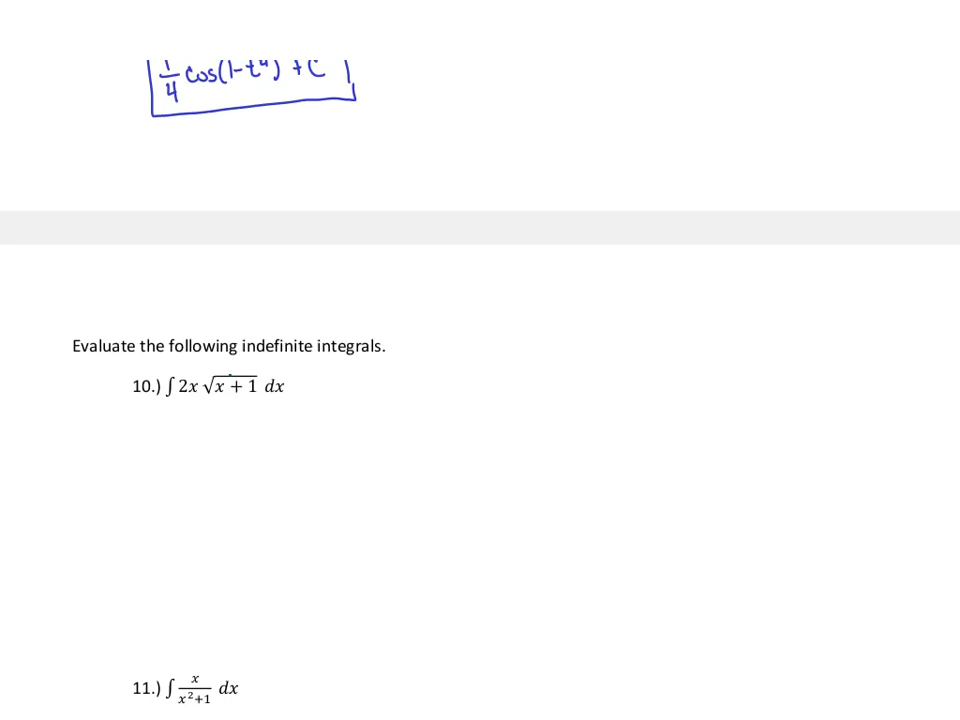 1/4 cos(1-t⁴) + C
Evaluate the following indefinite integrals.
10.) ∫ 2x √(x + 1) dx
11.) ∫ x/(x²+1) dx